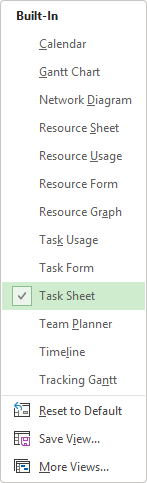 Built-In
Calendar
Gantt Chart
Network Diagram
Resource Sheet
Resource Usage
Resource Form
Resource Graph
Task Usage
Task Form
Task Sheet
Team Planner
Timeline
Tracking Gantt
Reset to Default
Save View...
More Views...